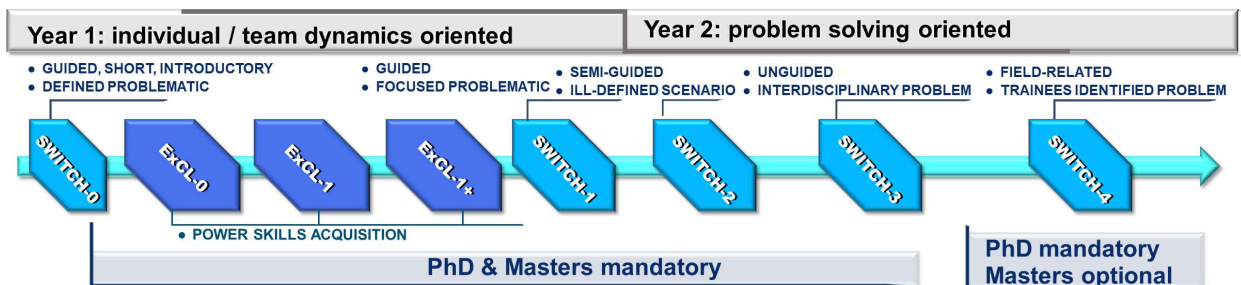 Year 1: individual / team dynamics oriented
Year 2: problem solving oriented
• GUIDED, SHORT, INTRODUCTORY
• DEFINED PROBLEMATIC
• GUIDED
• FOCUSED PROBLEMATIC
• SEMI-GUIDED
• ILL-DEFINED SCENARIO
• UNGUIDED
• INTERDISCIPLINARY PROBLEM
• FIELD-RELATED
• TRAINEES IDENTIFIED PROBLEM
SWITCH-0
ExCL-0
ExCL-1
ExCL-1+
SWITCH-1
SWITCH-2
SWITCH-3
SWITCH-4
• POWER SKILLS ACQUISITION
PhD & Masters mandatory
PhD mandatory
Masters optional